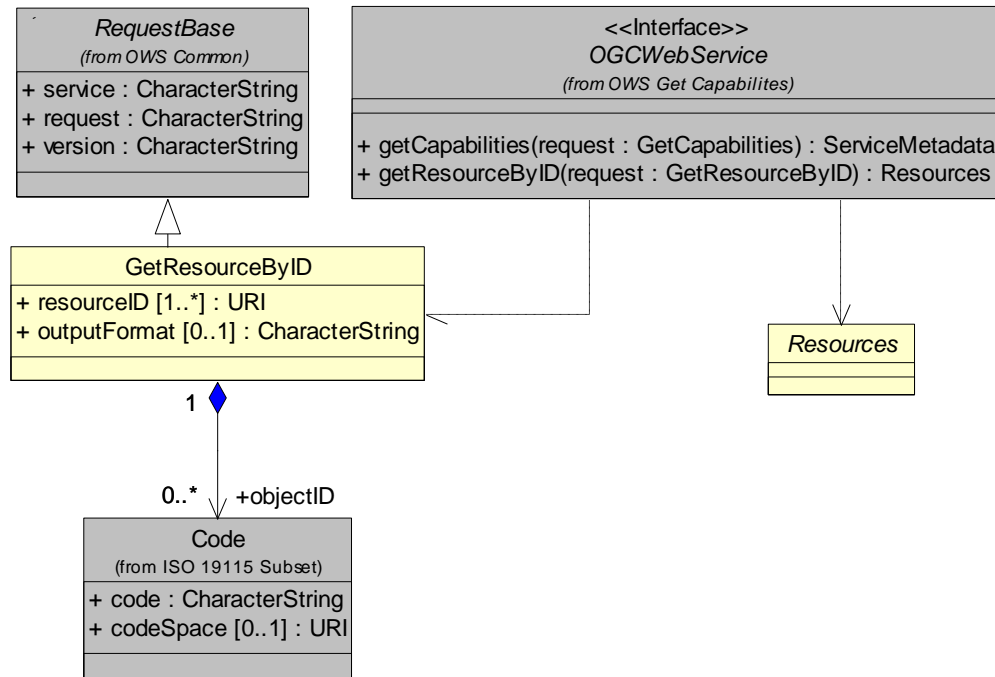 RequestBase
(from OWS Common)
+ service : CharacterString
+ request : CharacterString
+ version : CharacterString
<<Interface>>
OGCWebService
(from OWS Get Capabilites)
+ getCapabilities(request : GetCapabilities) : ServiceMetadata
+ getResourceByID(request : GetResourceByID) : Resources
GetResourceByID
+ resourceID [1..*] : URI
+ outputFormat [0..1] : CharacterString
Resources
1
0..* +objectID
Code
(from ISO 19115 Subset)
+ code : CharacterString
+ codeSpace [0..1] : URI